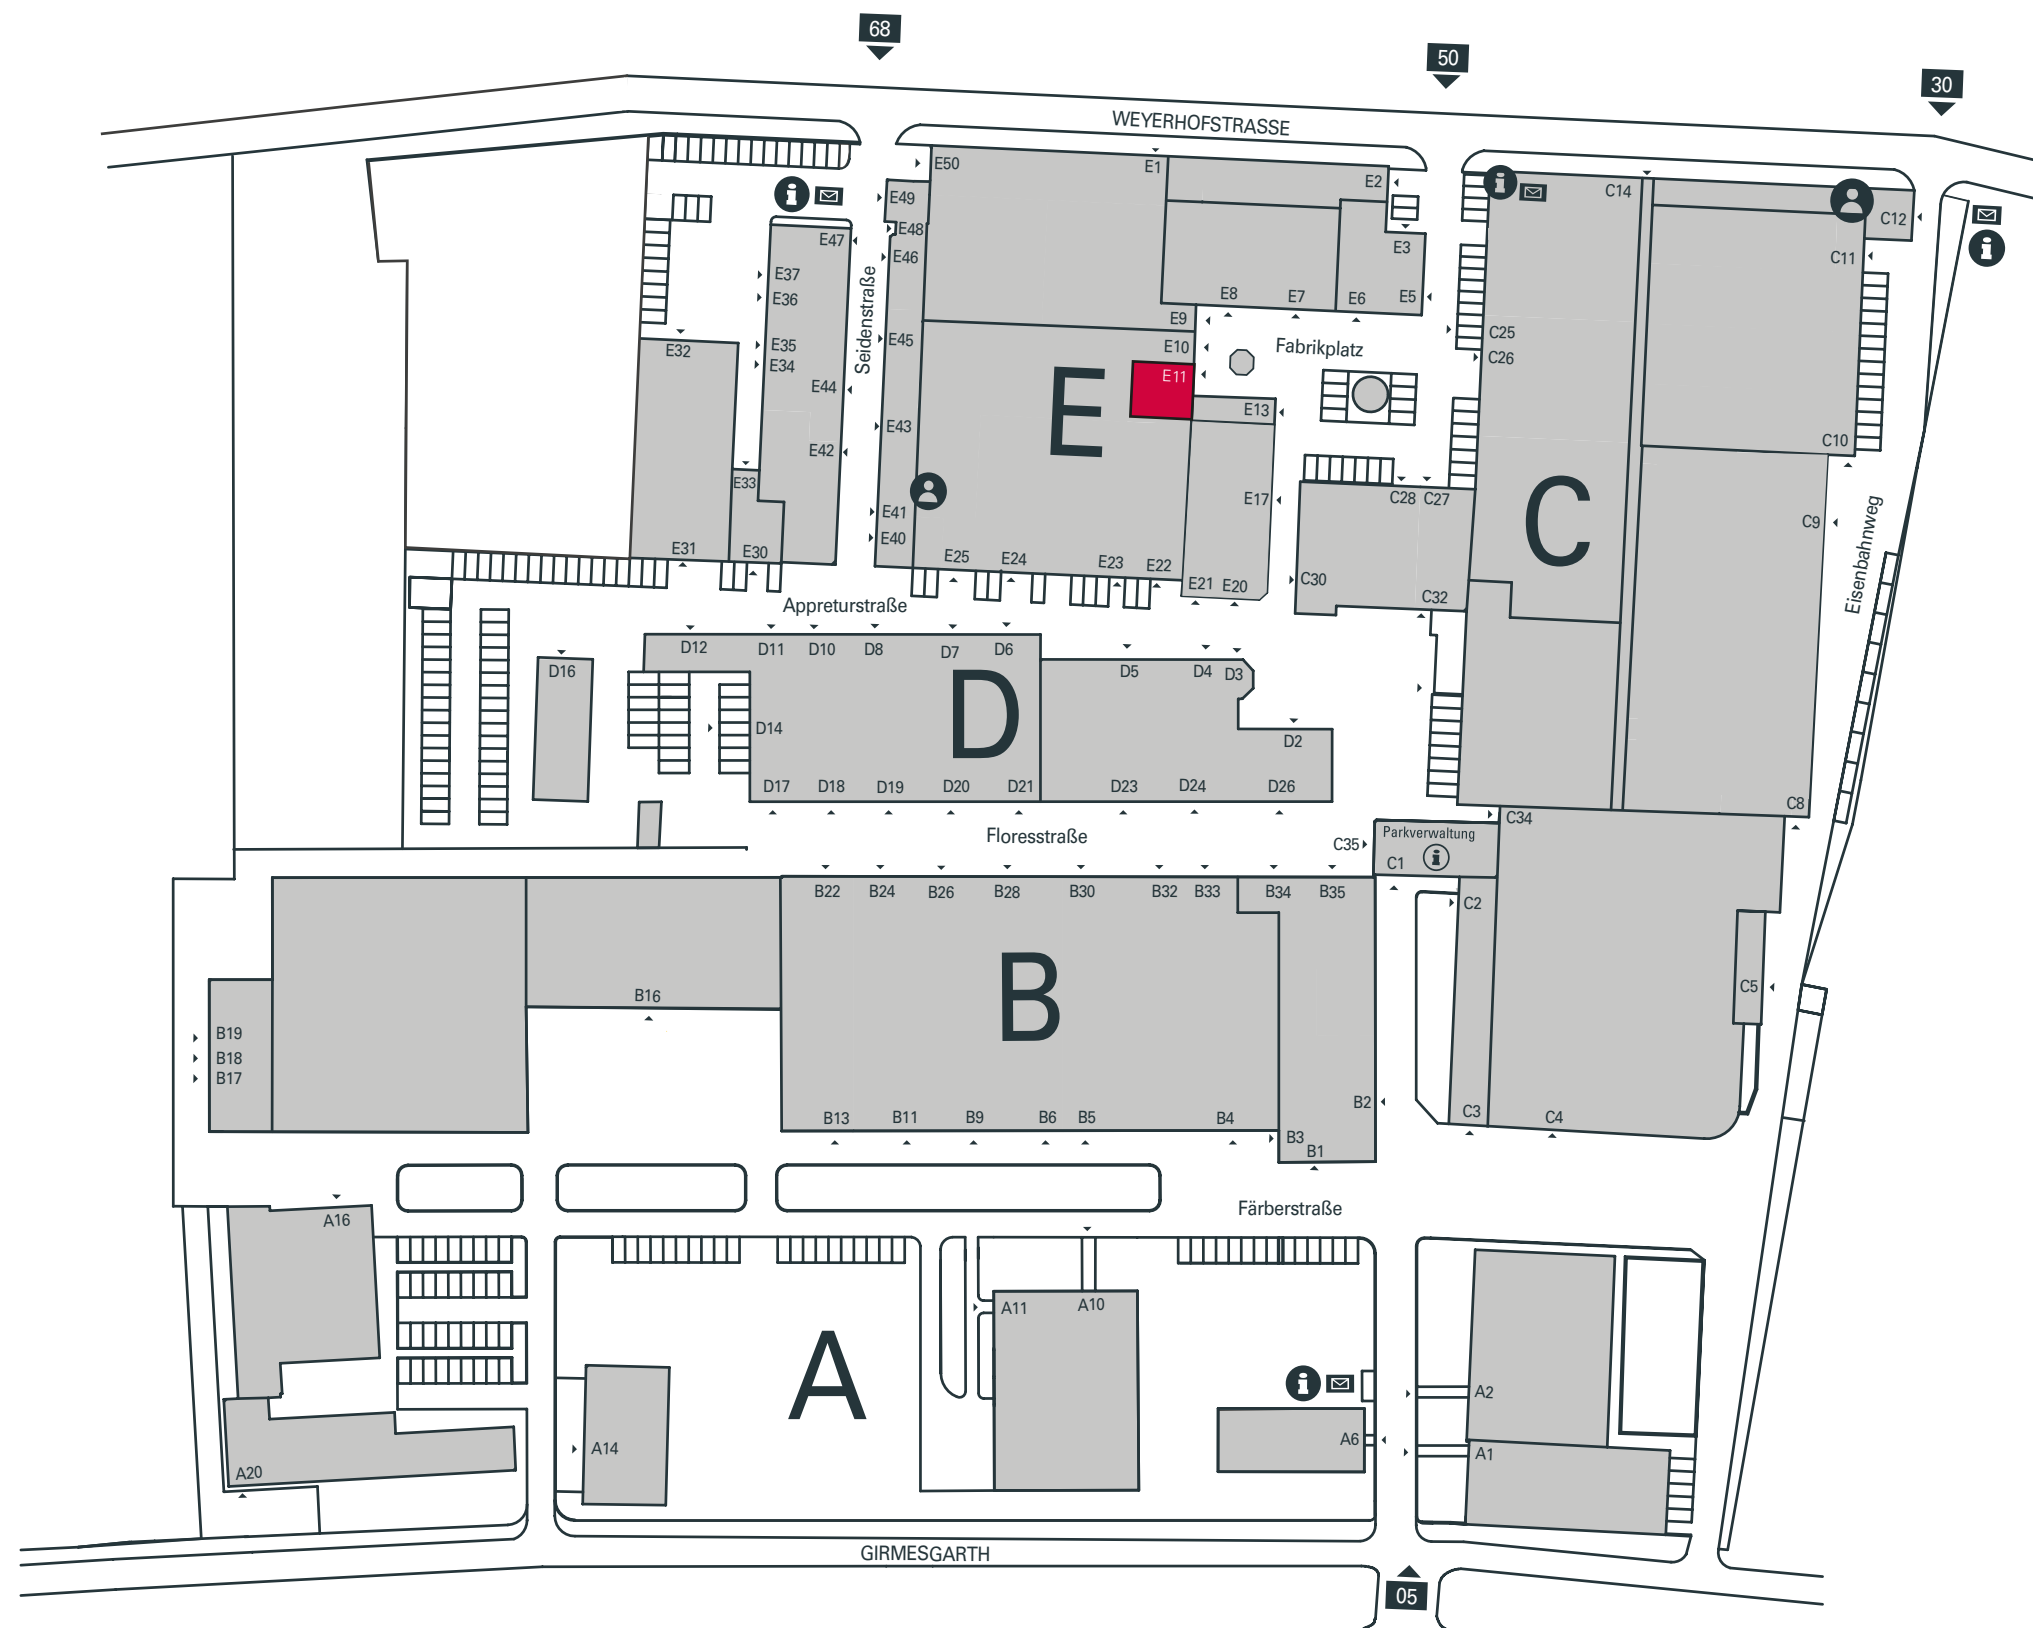 68
50
30
WEYERHOFSTRASSE
E50
E1
E2
C14
E49
C12
E48
E47
E3
E46
C11
E37
E36
E8
E7
E6
E5
Seidenstraße
E9
C25
E45
E35
E10
Fabrikplatz
E32
C26
E34
E11
E44
E
E13
E43
C10
E42
E33
E17
C28
C27
C
E41
C9
E40
Eisenbahnweg
E31
E30
E25
E24
E23
E22
E21
E20
C30
C32
Appreturstraße
D12
D11
D10
D8
D7
D6
D16
D5
D4
D3
D
D14
D2
D17
D18
D19
D20
D21
D23
D24
D26
C8
C34
Floresstraße
Parkverwaltung
C35
C1
B22
B24
B26
B28
B30
B32
B33
B34
B35
C2
B16
B
C5
B19
B18
B17
B2
B13
B11
B9
B6
B5
B4
C3
C4
B3
B1
Färberstraße
A16
A11
A10
A
A2
A14
A6
A1
A20
GIRMESGARTH
05